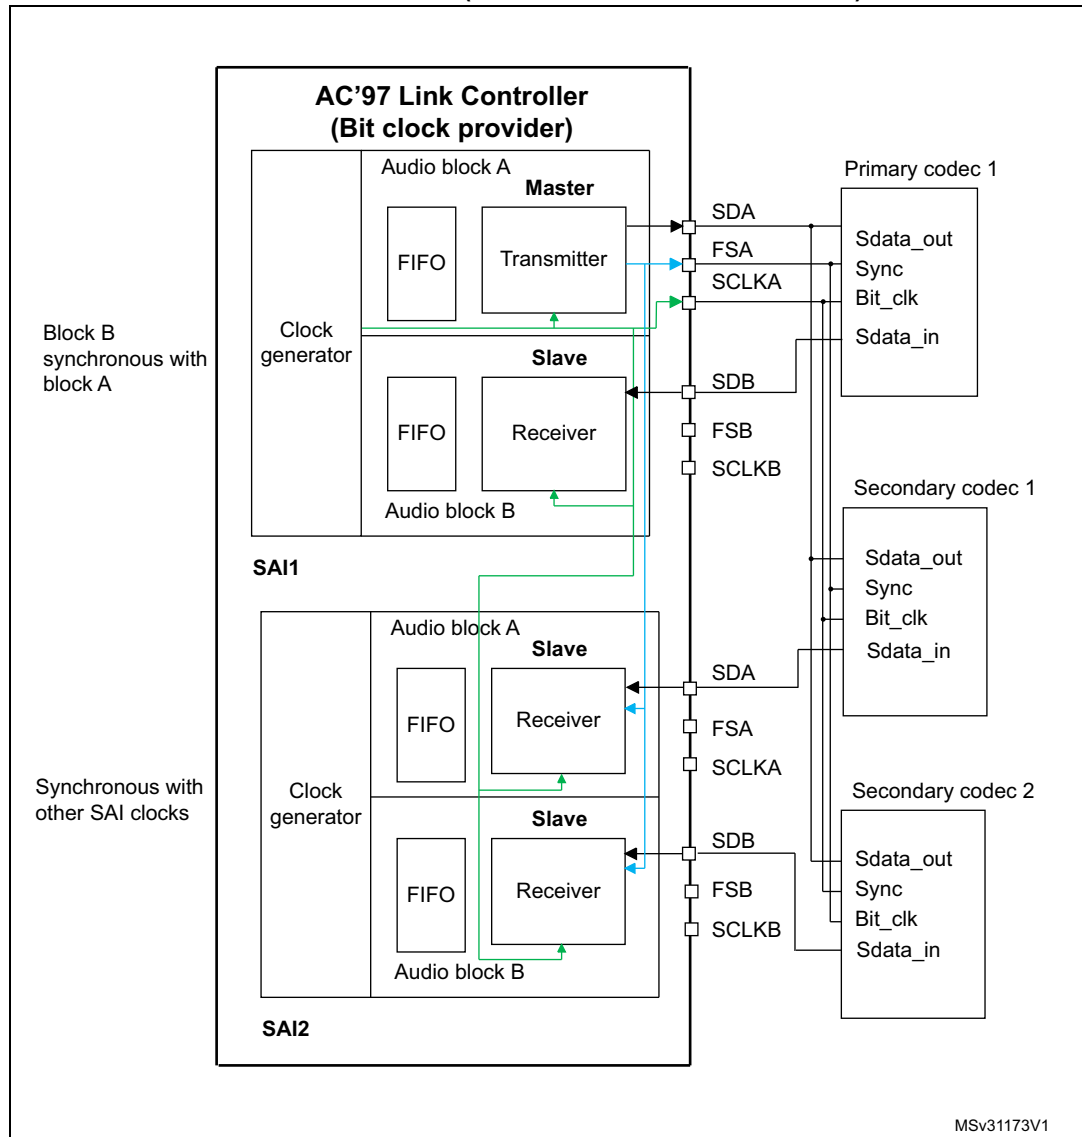 AC’97 Link Controller
(Bit clock provider)
Audio block A
Master
FIFO
Transmitter
Clock
generator
Slave
FIFO
Receiver
Audio block B
SAI1
Block B
synchronous with
block A
SDA
FSA
SCLKA
SDB
FSB
SCLKB
Primary codec 1
Sdata_out
Sync
Bit_clk
Sdata_in
Secondary codec 1
Sdata_out
Sync
Bit_clk
Sdata_in
Audio block A
Slave
FIFO
Receiver
Clock
generator
Slave
FIFO
Receiver
Audio block B
SAI2
Synchronous with
other SAI clocks
SDA
FSA
SCLKA
SDB
FSB
SCLKB
Secondary codec 2
Sdata_out
Sync
Bit_clk
Sdata_in
MSv31173V1